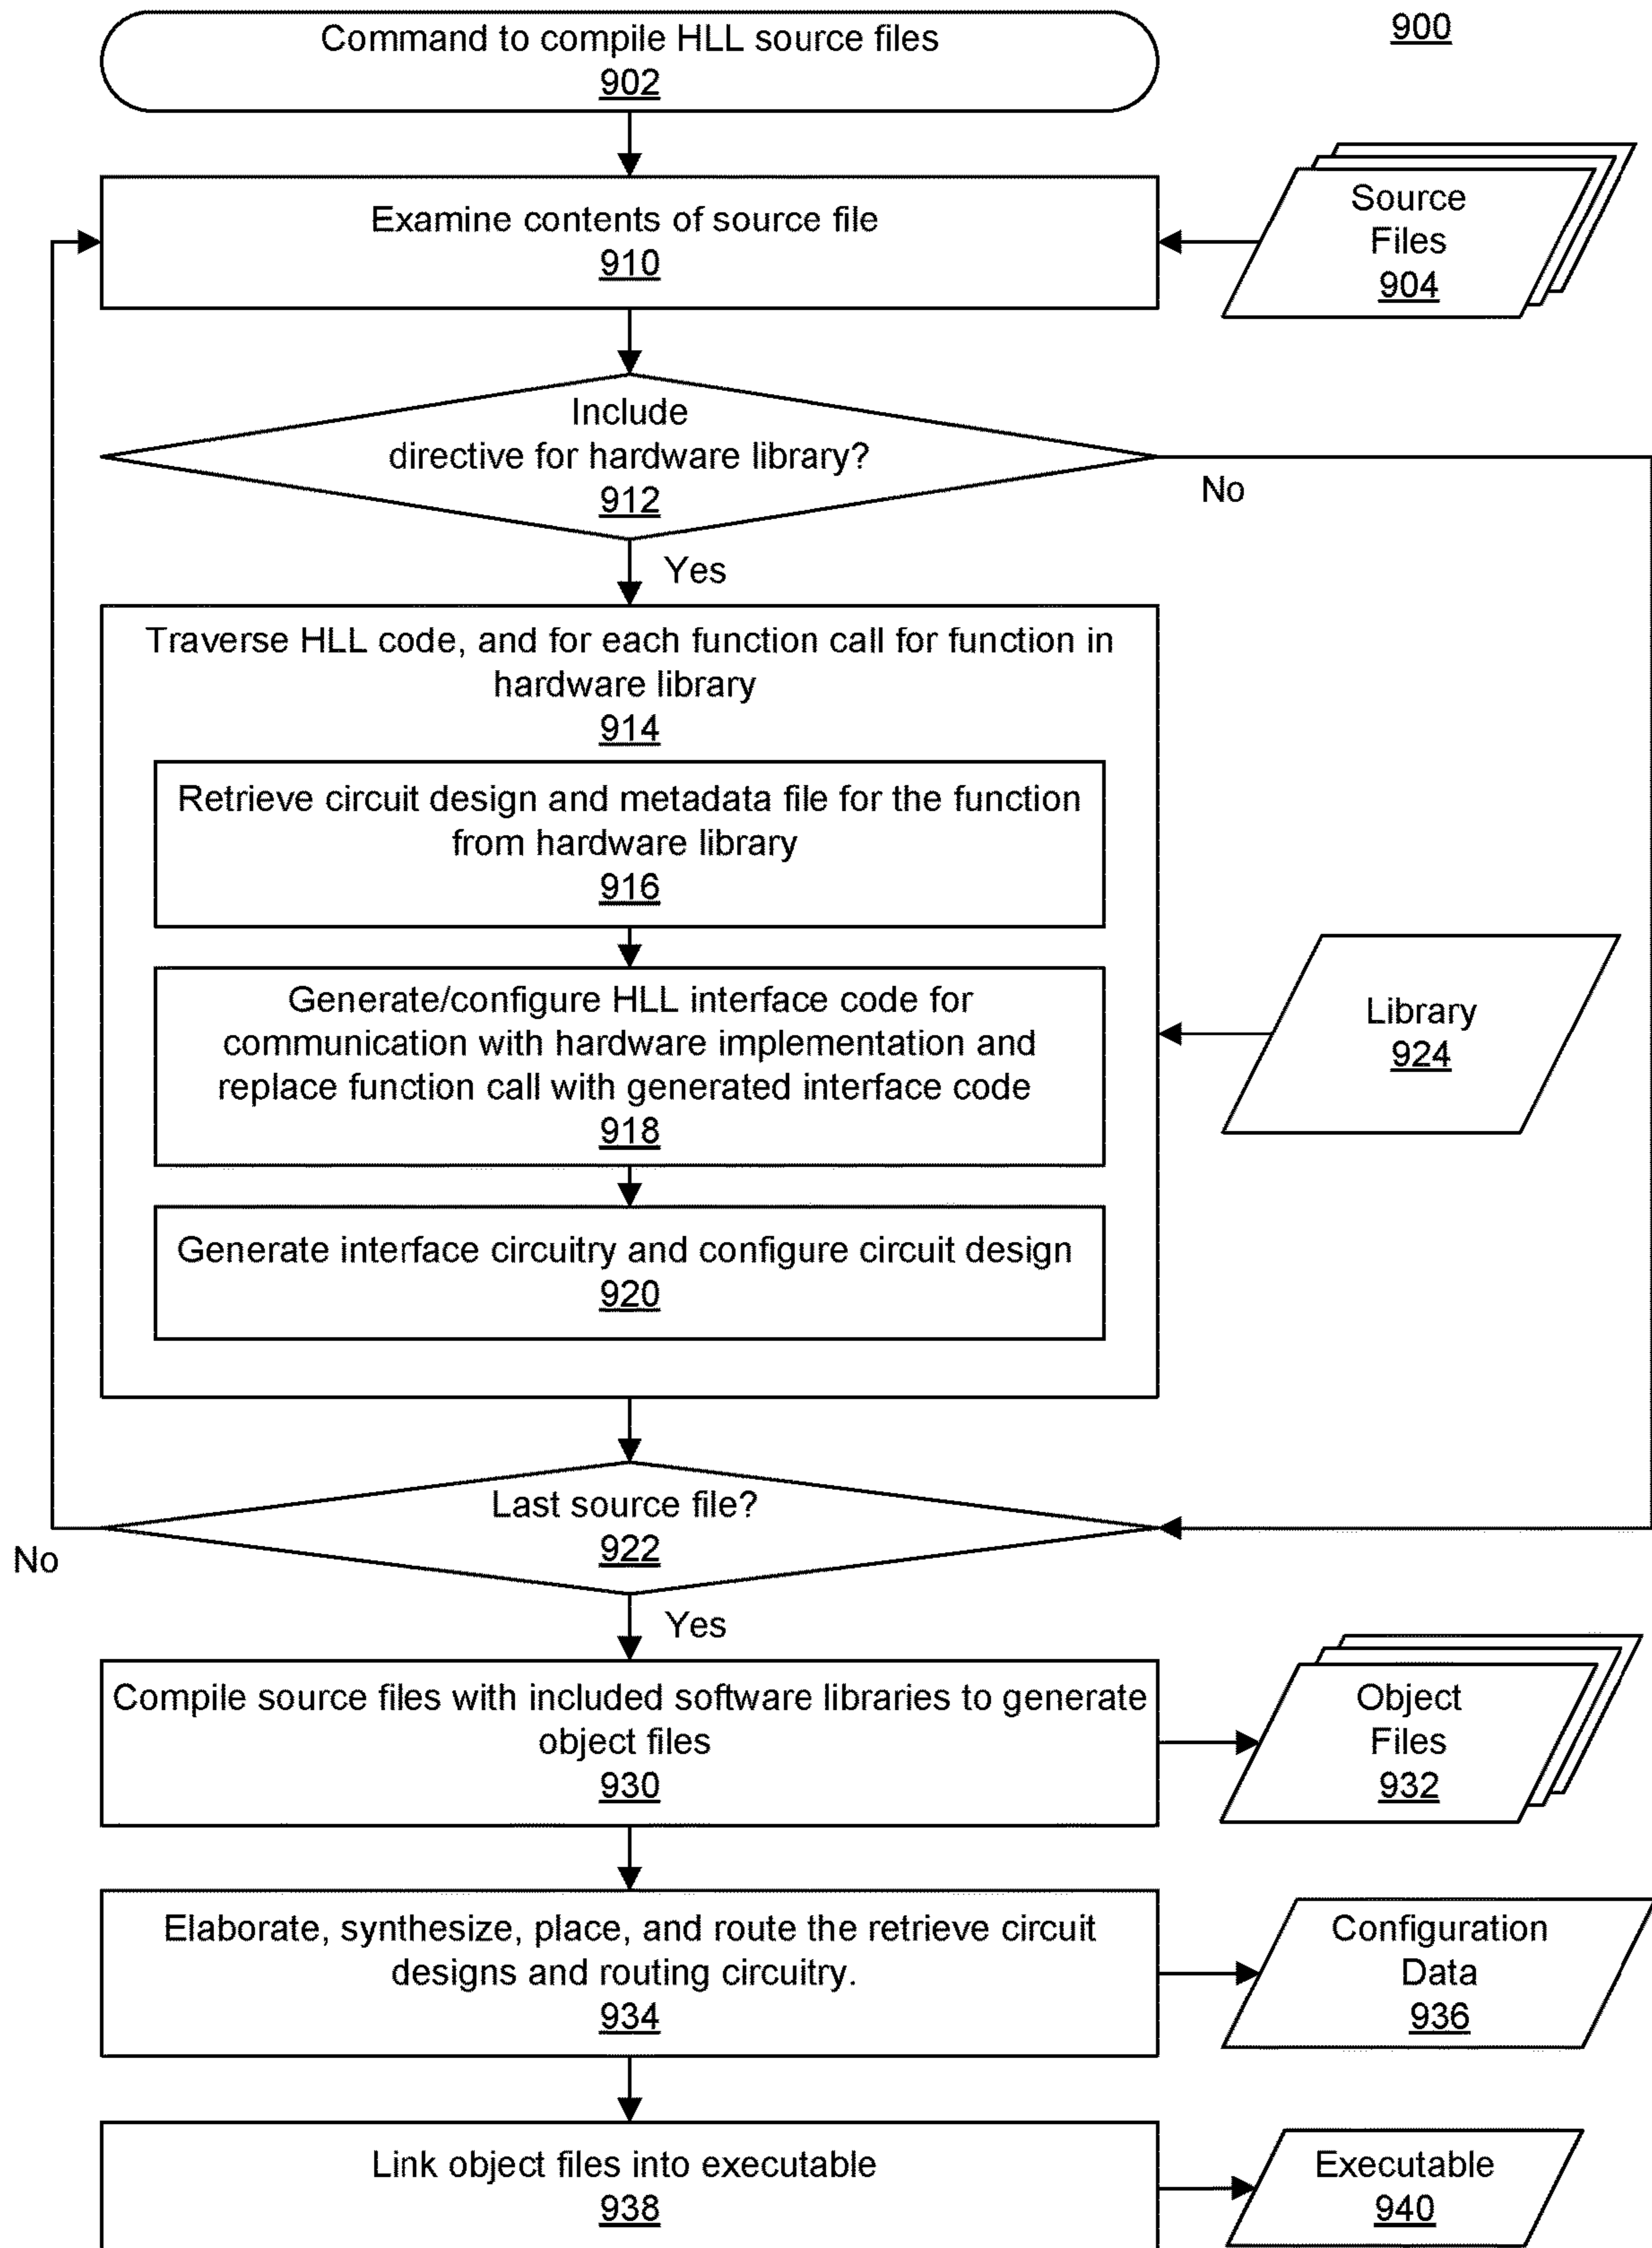 Command to compile HLL source files
902
900
Examine contents of source file
910
Source
Files
904
Include
directive for hardware library?
912
No
Yes
Traverse HLL code, and for each function call for function in
hardware library
914
Retrieve circuit design and metadata file for the function
from hardware library
916
Generate/configure HLL interface code for
communication with hardware implementation and
replace function call with generated interface code
918
Library
924
Generate interface circuitry and configure circuit design
920
Last source file?
922
No
Yes
Compile source files with included software libraries to generate
object files
930
Object
Files
932
Elaborate, synthesize, place, and route the retrieve circuit
designs and routing circuitry.
934
Configuration
Data
936
Link object files into executable
938
Executable
940